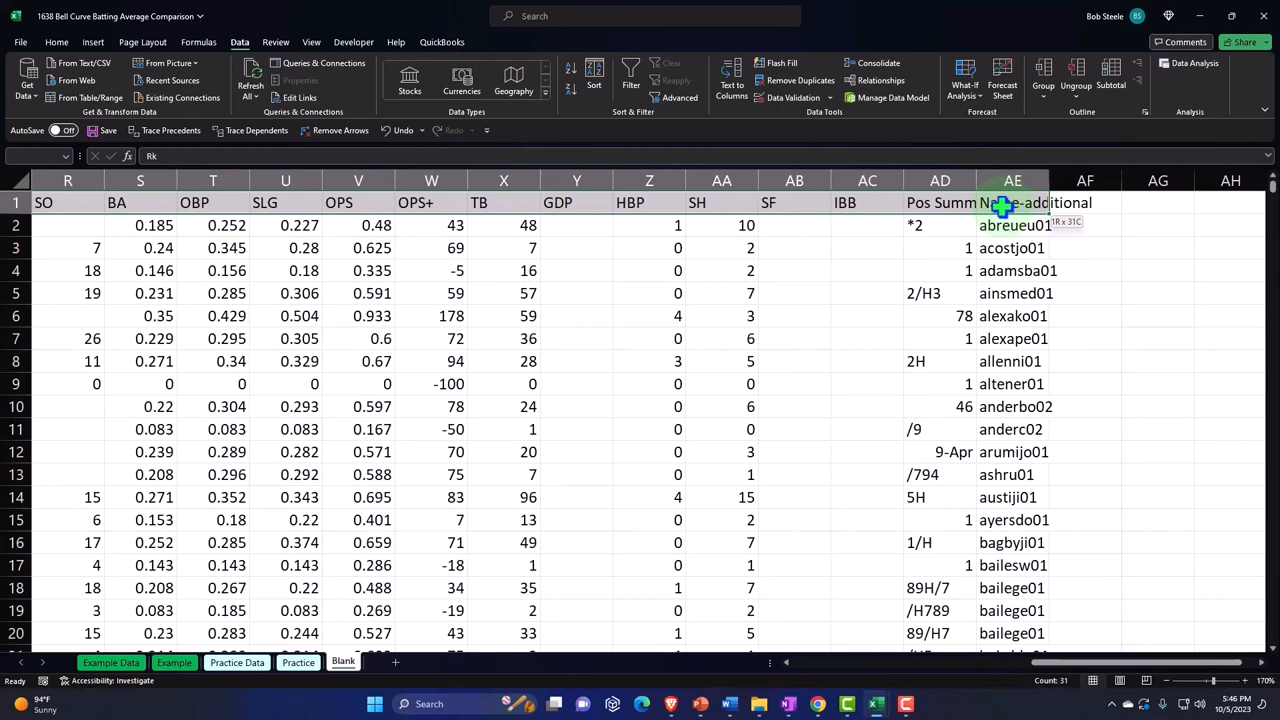 1638 Bell Curve Batting Average Comparison
Search
Bob Steele BS
File Home Insert Page Layout Formulas Data Review View Developer Help QuickBooks Comments Share
Get Data
From Text/CSV
From Web
From Table/Range
From Picture
Recent Sources
Existing Connections
Get & Transform Data
Refresh All
Queries & Connections
Properties
Edit Links
Queries & Connections
Stocks Currencies Geography
Data Types
Sort Filter
Clear
Reapply
Advanced
Sort & Filter
Text to Columns
Flash Fill
Remove Duplicates
Data Validation
Consolidate
Relationships
Manage Data Model
Data Tools
What-If Analysis
Forecast Sheet
Forecast
Group Ungroup Subtotal
Outline
Data Analysis
Analysis
AutoSave Off Save Trace Precedents Trace Dependents Remove Arrows Undo Redo
fx Rk
R S T U V W X Y Z AA AB AC AD AE AF AG AH
1 SO BA OBP SLG OPS OPS+ TB GDP HBP SH SF IBB Pos Summ
2 0.185 0.252 0.227 0.48 43 48 1 10 *2 abreueu01
1R x 31C
3 7 0.24 0.345 0.28 0.625 69 7 0 2 1 acostjo01
4 18 0.146 0.156 0.18 0.335 -5 16 0 2 1 adamsba01
5 19 0.231 0.285 0.306 0.591 59 57 0 7 2/H3 ainsmed01
6 0.35 0.429 0.504 0.933 178 59 4 3 78 alexako01
7 26 0.229 0.295 0.305 0.6 72 36 0 6 1 alexape01
8 11 0.271 0.34 0.329 0.67 94 28 3 5 2H allenni01
9 0 0 0 0 0 -100 0 0 0 1 altener01
10 0.22 0.304 0.293 0.597 78 24 0 6 46 anderbo02
11 0.083 0.083 0.083 0.167 -50 1 0 0 /9 anderc02
12 0.239 0.289 0.282 0.571 70 20 0 3 9-Apr arumijo01
13 0.208 0.296 0.292 0.588 75 7 0 1 /794 ashru01
14 15 0.271 0.352 0.343 0.695 83 96 4 15 5H austiji01
15 6 0.153 0.18 0.22 0.401 7 13 0 2 1 ayersdo01
16 17 0.252 0.285 0.374 0.659 71 49 0 7 1/H bagbyji01
17 4 0.143 0.143 0.143 0.286 -18 1 0 1 1 bailesw01
18 18 0.208 0.267 0.22 0.488 34 35 1 7 89H/7 bailege01
19 3 0.083 0.185 0.083 0.269 -19 2 0 2 /H789 bailege01
20 15 0.23 0.283 0.244 0.527 43 33 1 5 89/H7 bailege01
Example Data Example Practice Data Practice Blank
Ready Accessibility: Investigate Count: 31 170%
94°F
Sunny
Search
5:46 PM
10/5/2023